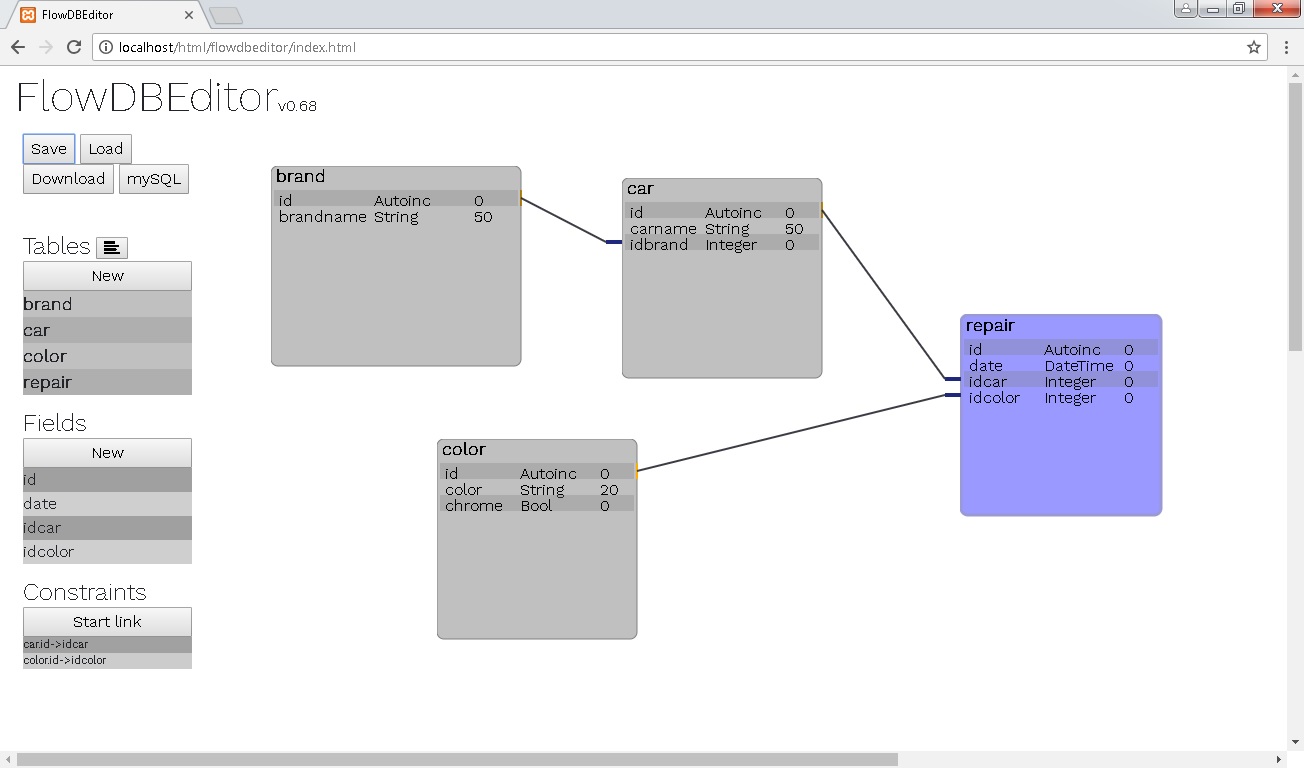 FlowDBEditor
localhost/html/flowdbeditor/index.html
FlowDBEditor v0.68
Save Load
Download mySQL
Tables
New
brand
car
color
repair
Fields
New
id
date
idcar
idcolor
Constraints
Start link
car.id->idcar
color.id->idcolor
brand
id Autoinc 0
brandname String 50
car
id Autoinc 0
carname String 50
idbrand Integer 0
color
id Autoinc 0
color String 20
chrome Bool 0
repair
id Autoinc 0
date DateTime 0
idcar Integer 0
idcolor Integer 0